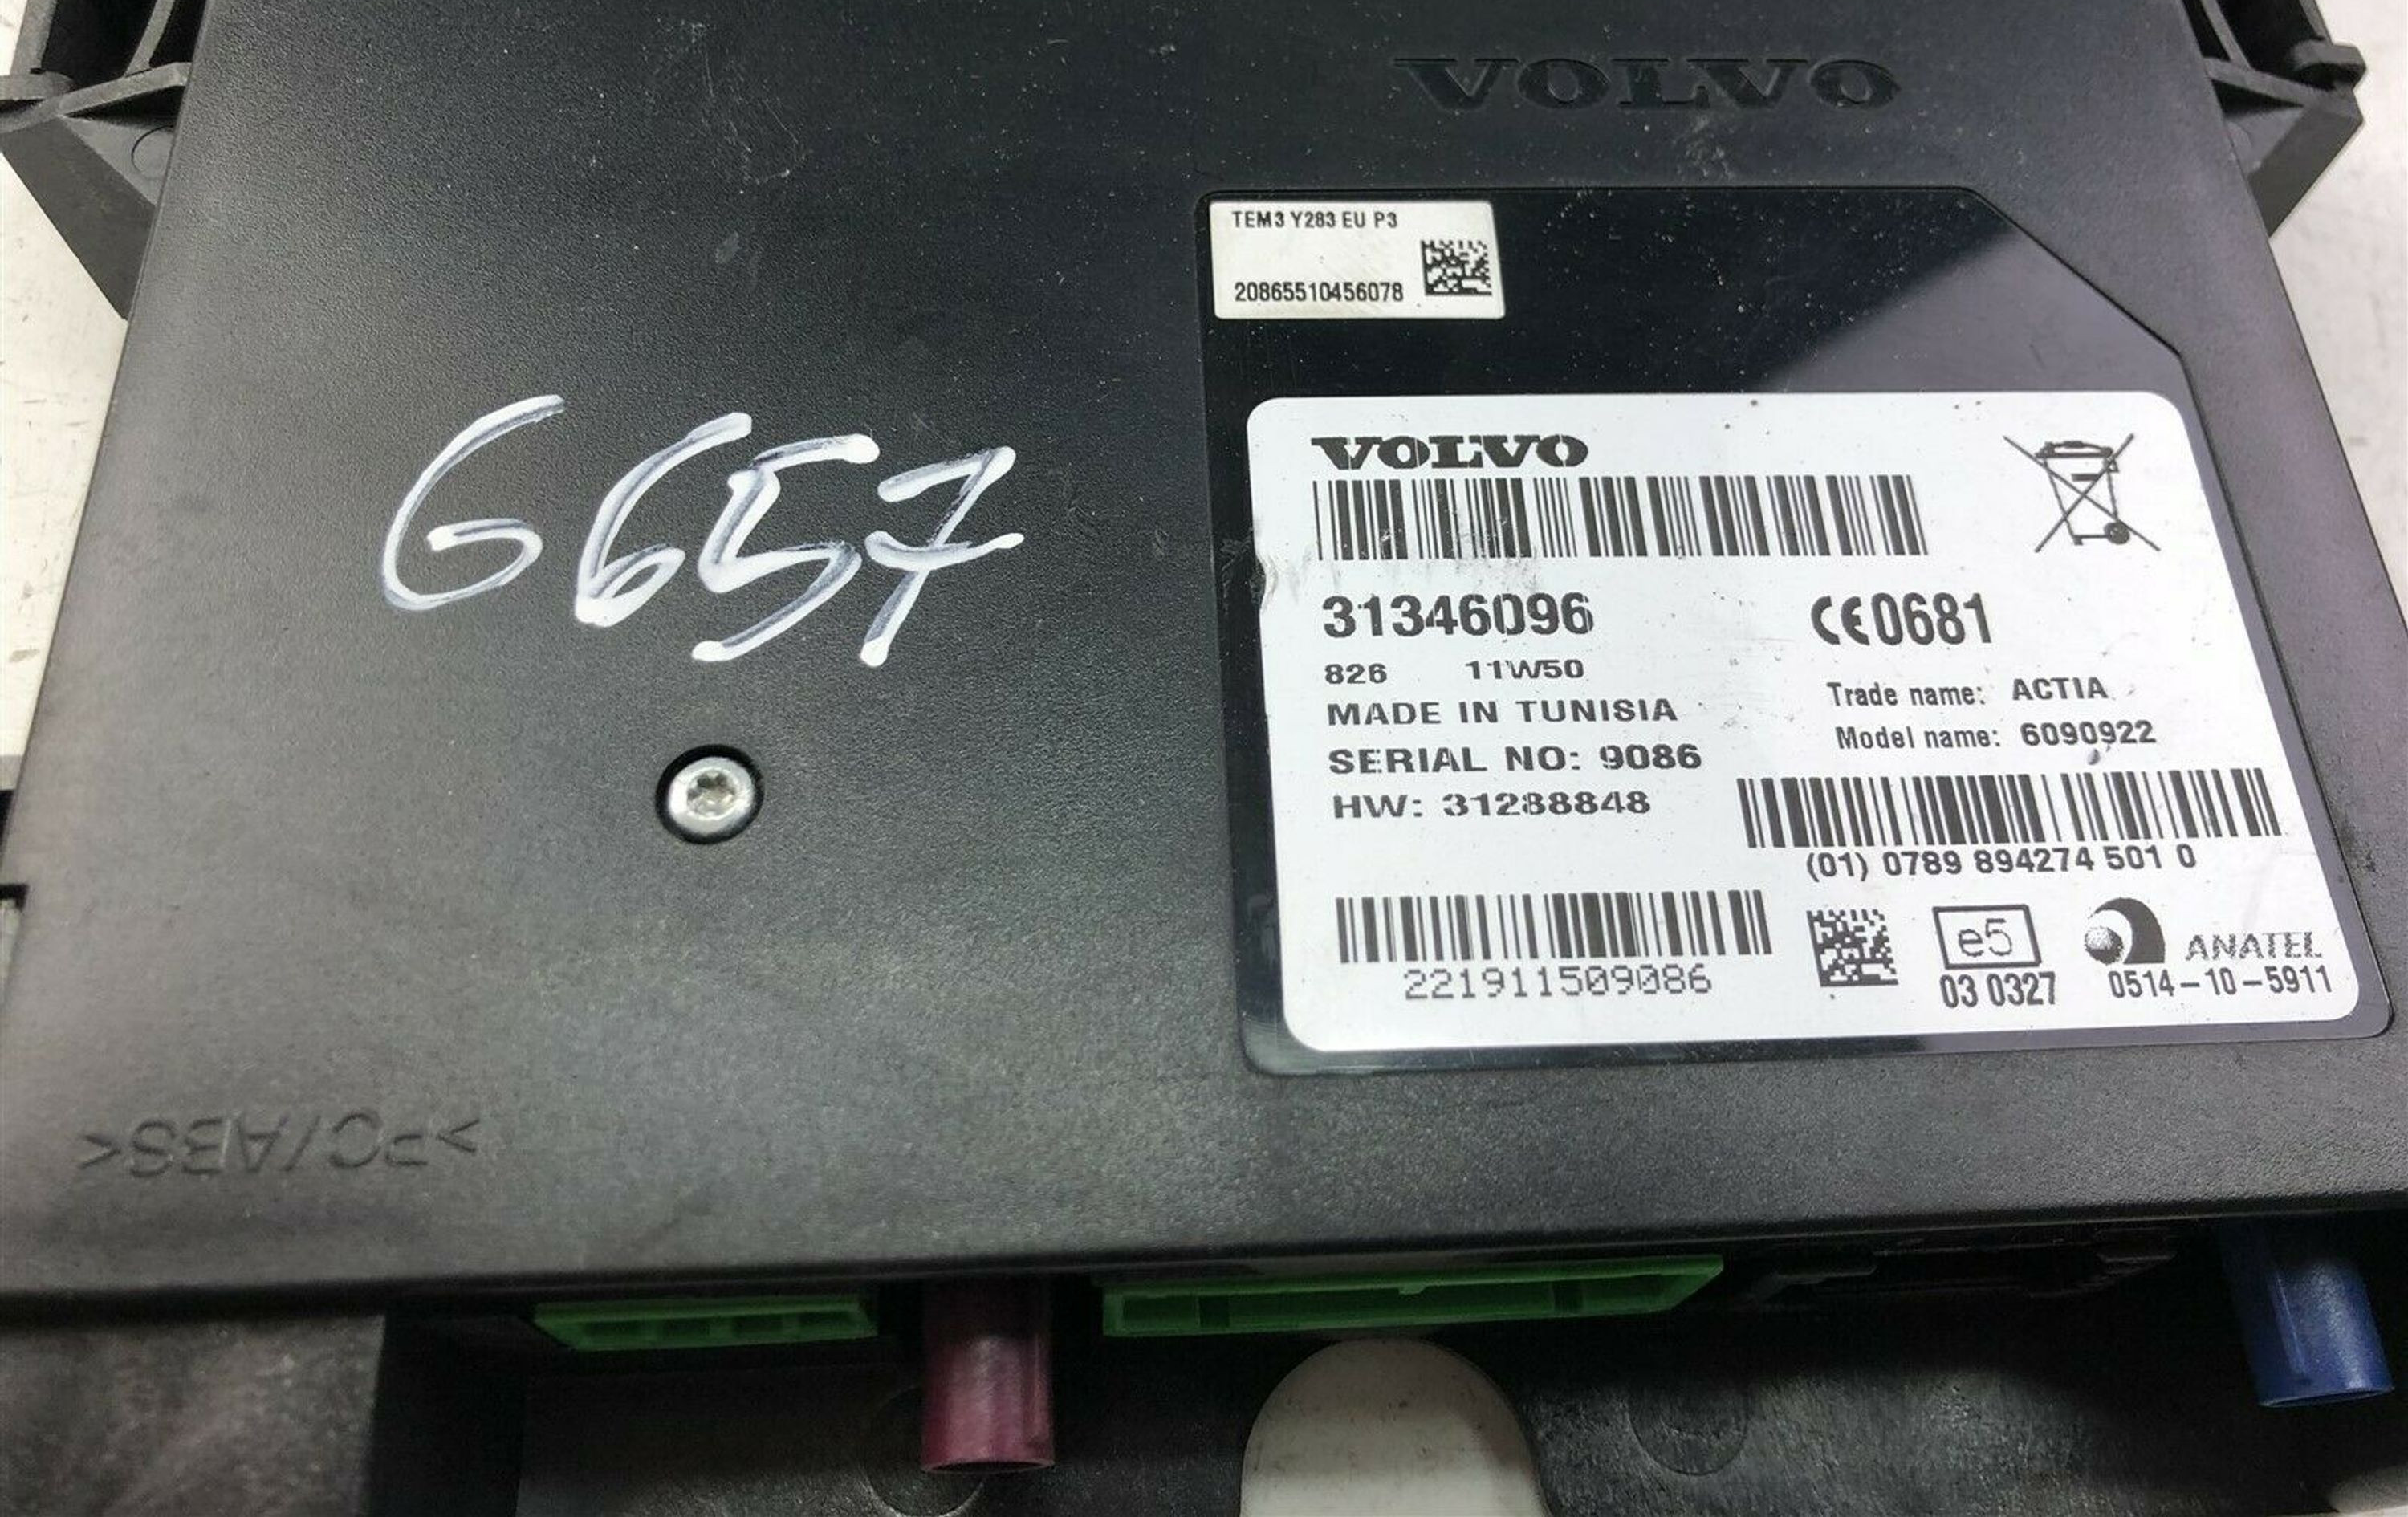 VOLVO
TEM3 Y283 EU P3
20865510456078
G657
VOLVO
31346096
CE0681
826 11W50
MADE IN TUNISIA
Trade name: ACTIA
Model name: 6090922
SERIAL NO: 9086
HW: 31288848
(01) 0789 894274 501 0
221911509086
e5
03 0327
ANATEL
0514-10-5911
>PC/ABS<